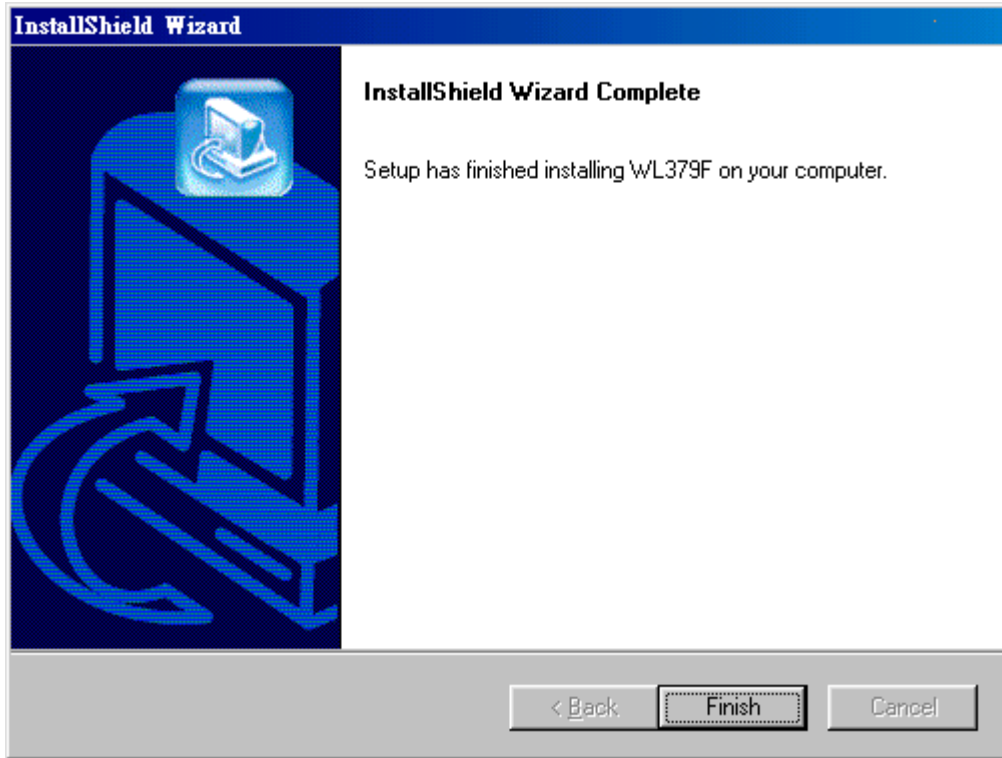 InstallShield Wizard
InstallShield Wizard Complete
Setup has finished installing WL379F on your computer.
< Back
Finish
Cancel